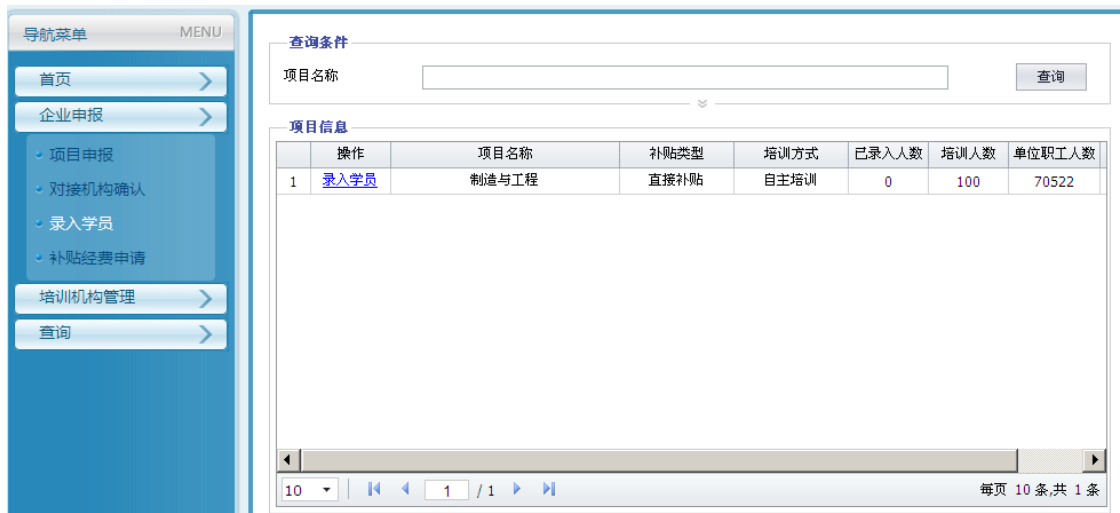 导航菜单 MENU
首页
企业申报
项目申报
对接机构确认
录入学员
补贴经费申请
培训机构管理
查询
查询条件
项目名称 查询
项目信息
操作 项目名称 补贴类型 培训方式 已录入人数 培训人数 单位职工人数
1 录入学员 制造与工程 直接补贴 自主培训 0 100 70522
10 1 / 1 每页 10 条,共 1 条